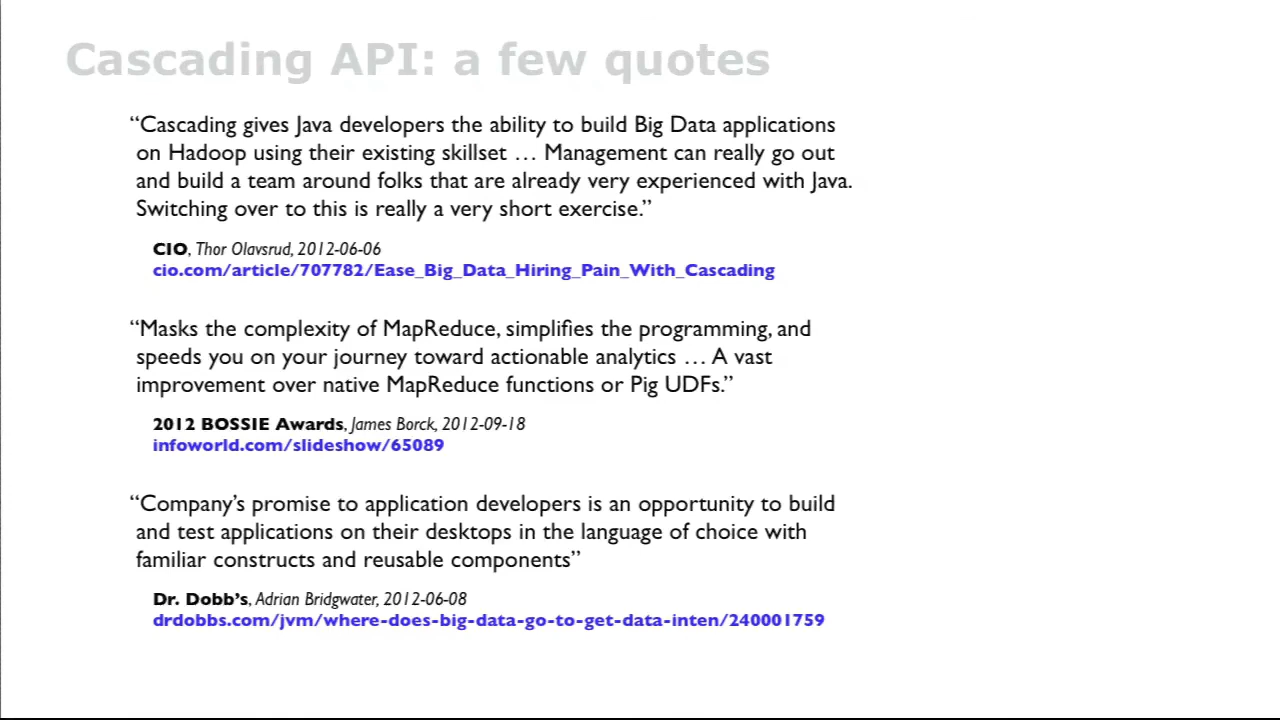 Cascading API: a few quotes
“Cascading gives Java developers the ability to build Big Data applications
on Hadoop using their existing skillset … Management can really go out
and build a team around folks that are already very experienced with Java.
Switching over to this is really a very short exercise.”
CIO, Thor Olavsrud, 2012-06-06
cio.com/article/707782/Ease_Big_Data_Hiring_Pain_With_Cascading
“Masks the complexity of MapReduce, simplifies the programming, and
speeds you on your journey toward actionable analytics … A vast
improvement over native MapReduce functions or Pig UDFs.”
2012 BOSSIE Awards, James Borck, 2012-09-18
infoworld.com/slideshow/65089
“Company’s promise to application developers is an opportunity to build
and test applications on their desktops in the language of choice with
familiar constructs and reusable components”
Dr. Dobb’s, Adrian Bridgwater, 2012-06-08
drdobbs.com/jvm/where-does-big-data-go-to-get-data-inten/240001759